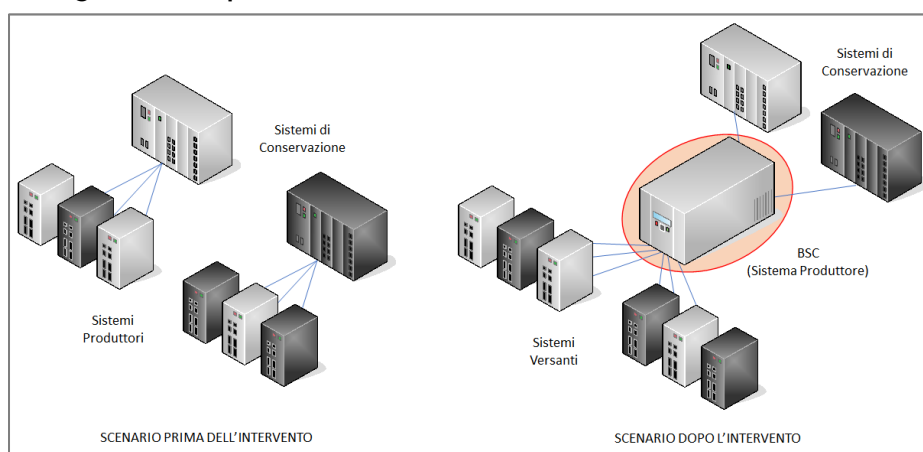 Sistemi di
Conservazione
Sistemi
Produttori
SCENARIO PRIMA DELL'INTERVENTO
Sistemi di
Conservazione
BSC
(Sistema Produttore)
Sistemi
Versanti
SCENARIO DOPO L'INTERVENTO